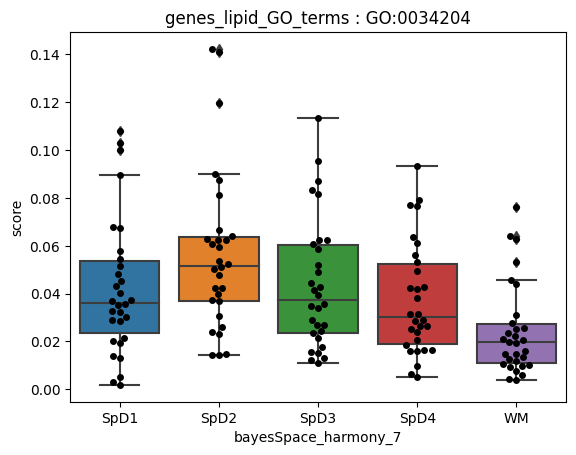 genes_lipid_GO_terms : GO:0034204
0.14
0.12
0.10
0.08
0.06
0.04
0.02
0.00
score
SpD1 SpD2 SpD3 SpD4 WM
bayesSpace_harmony_7